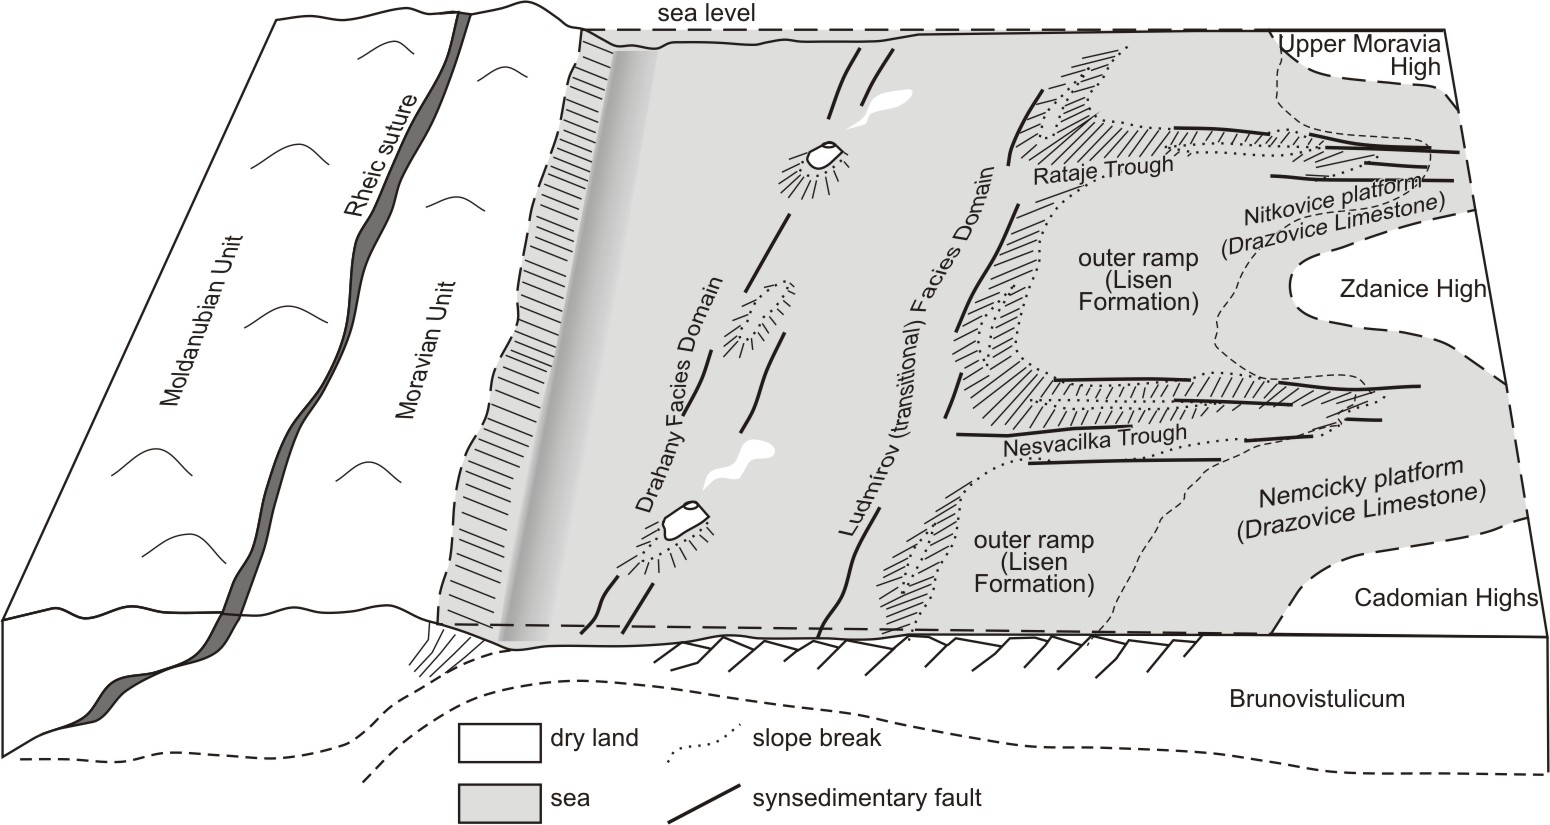 sea level
Upper Moravia
High
Rheic suture
Rataje Trough
Nitkovice platform
(Drazovice Limestone)
Moldanubian Unit
Moravian Unit
Drahany Facies Domain
Ludmirov (transitional) Facies Domain
outer ramp
(Lisen
Formation)
Zdanice High
Nesvacilka Trough
Nemcicky platform
(Drazovice Limestone)
outer ramp
(Lisen
Formation)
Cadomian Highs
Brunovistulicum
dry land
slope break
sea
synsedimentary fault